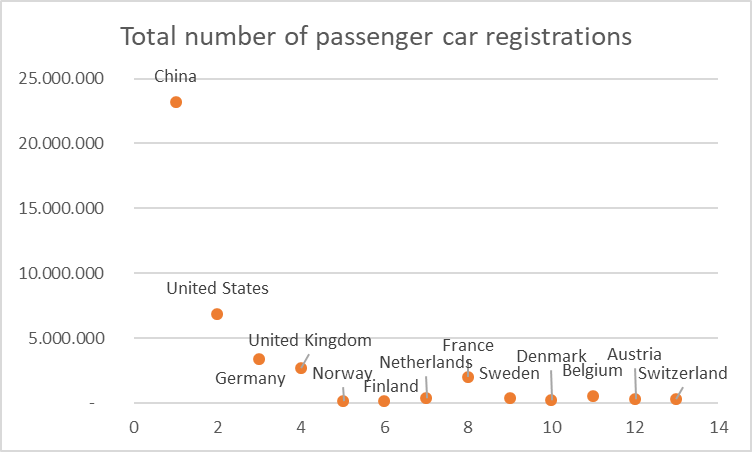 Total number of passenger car registrations
25.000.000
China
20.000.000
15.000.000
10.000.000
United States
5.000.000
United Kingdom
France
Denmark
Austria
Netherlands
Belgium
Germany
Norway
Sweden
Switzerland
Finland
-
0 2 4 6 8 10 12 14